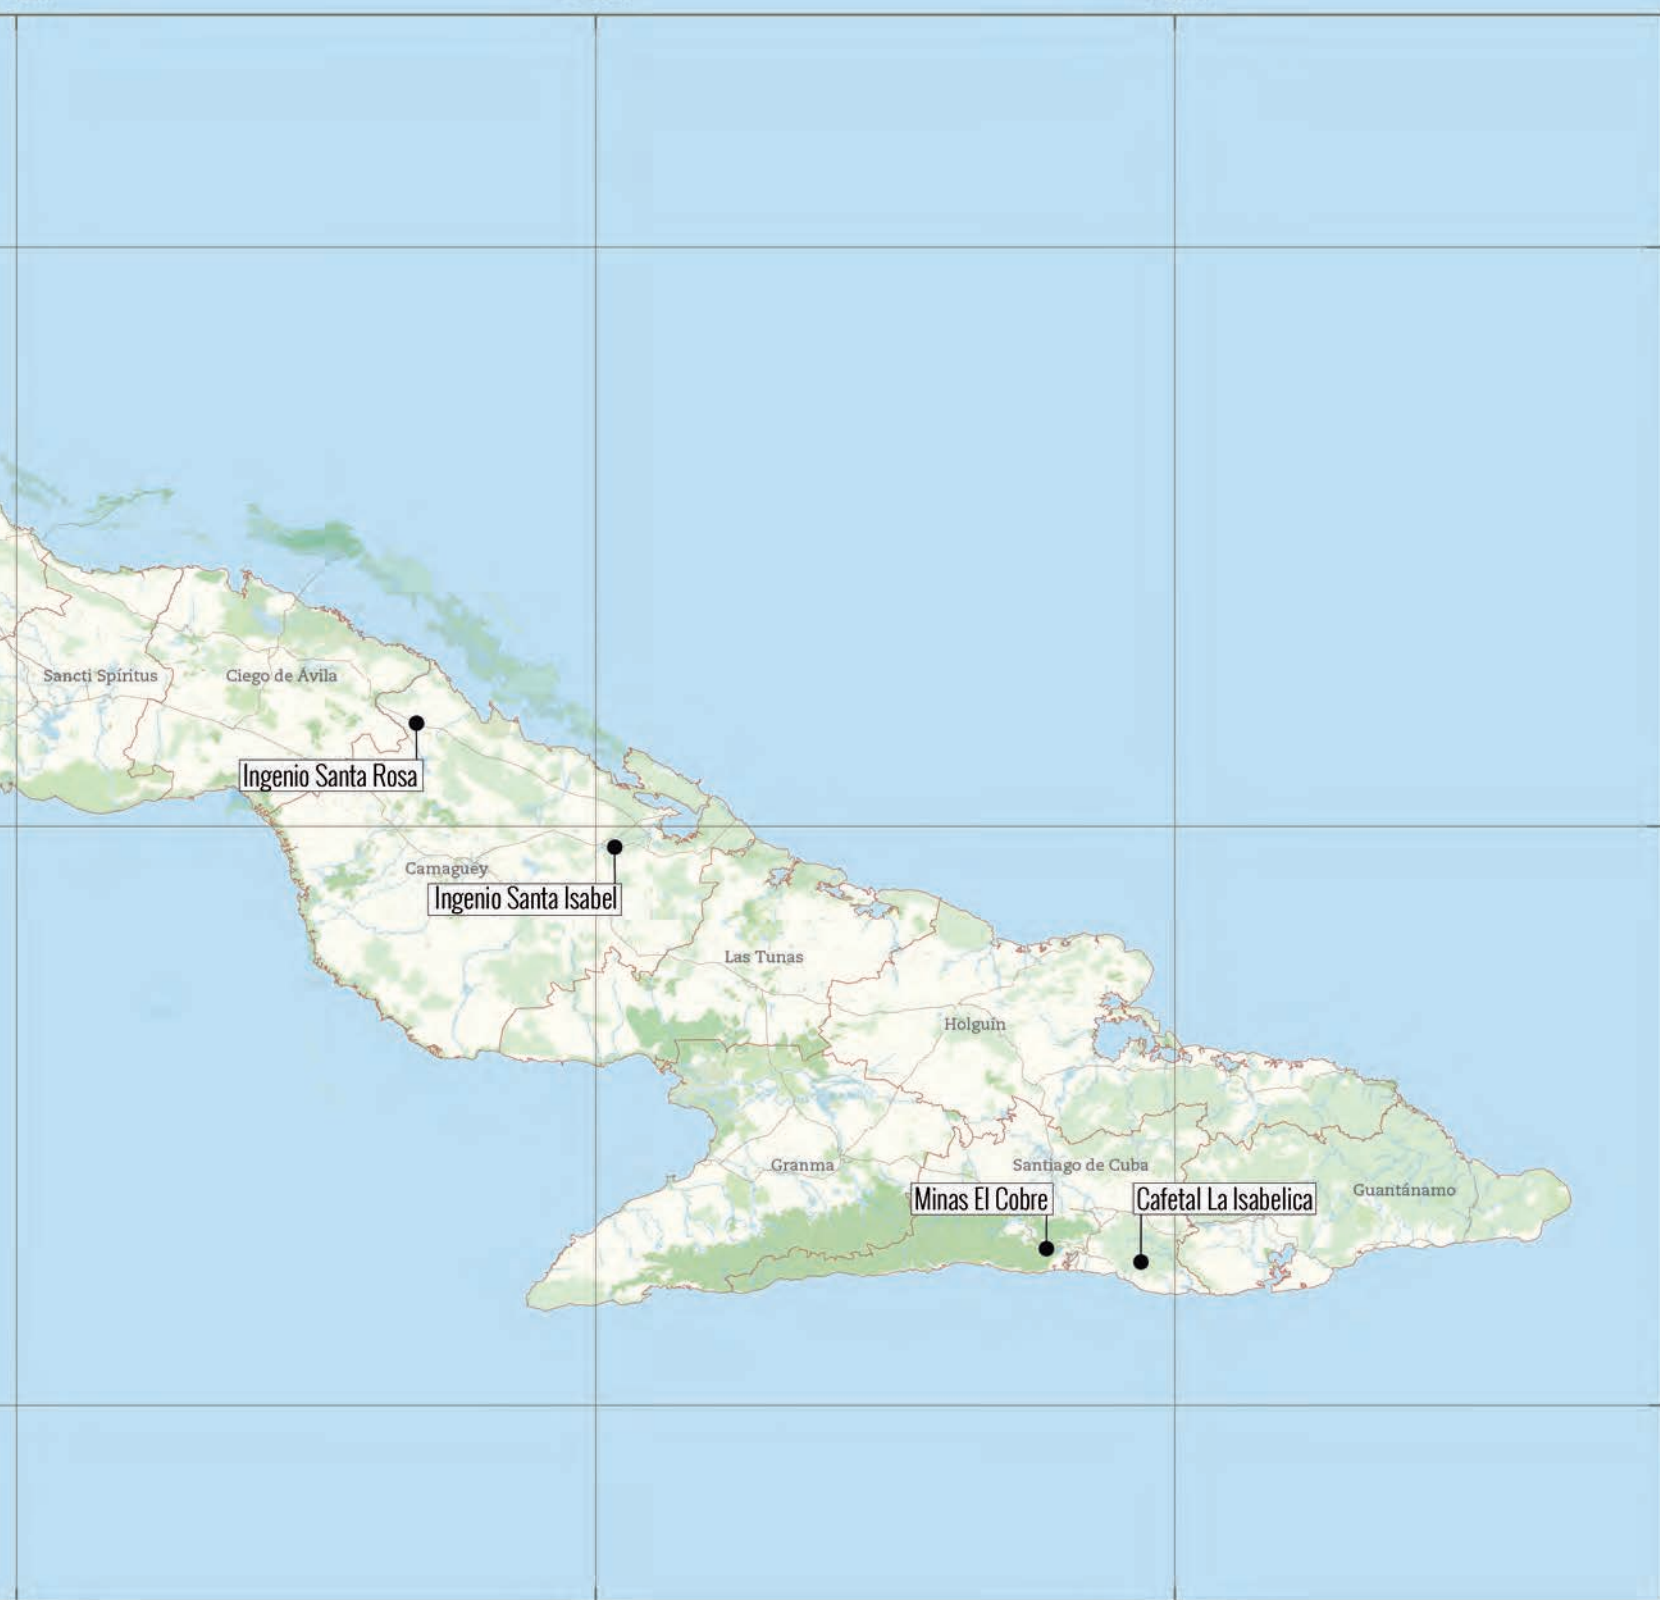 Sancti Spíritus
Ciego de Ávila
Ingenio Santa Rosa
Camagüey
Ingenio Santa Isabel
Las Tunas
Holguín
Granma
Santiago de Cuba
Minas El Cobre
Cafetal La Isabelica
Guantánamo